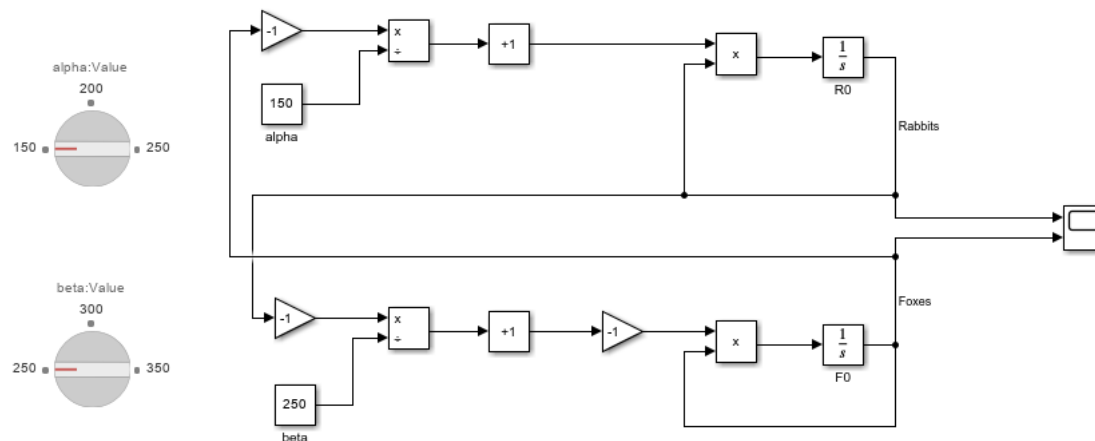 alpha:Value
200
150
250
beta:Value
300
250
350
-1
x
÷
+1
150
alpha
x
1
s
R0
Rabbits
-1
x
÷
+1
-1
250
beta
x
1
s
F0
Foxes